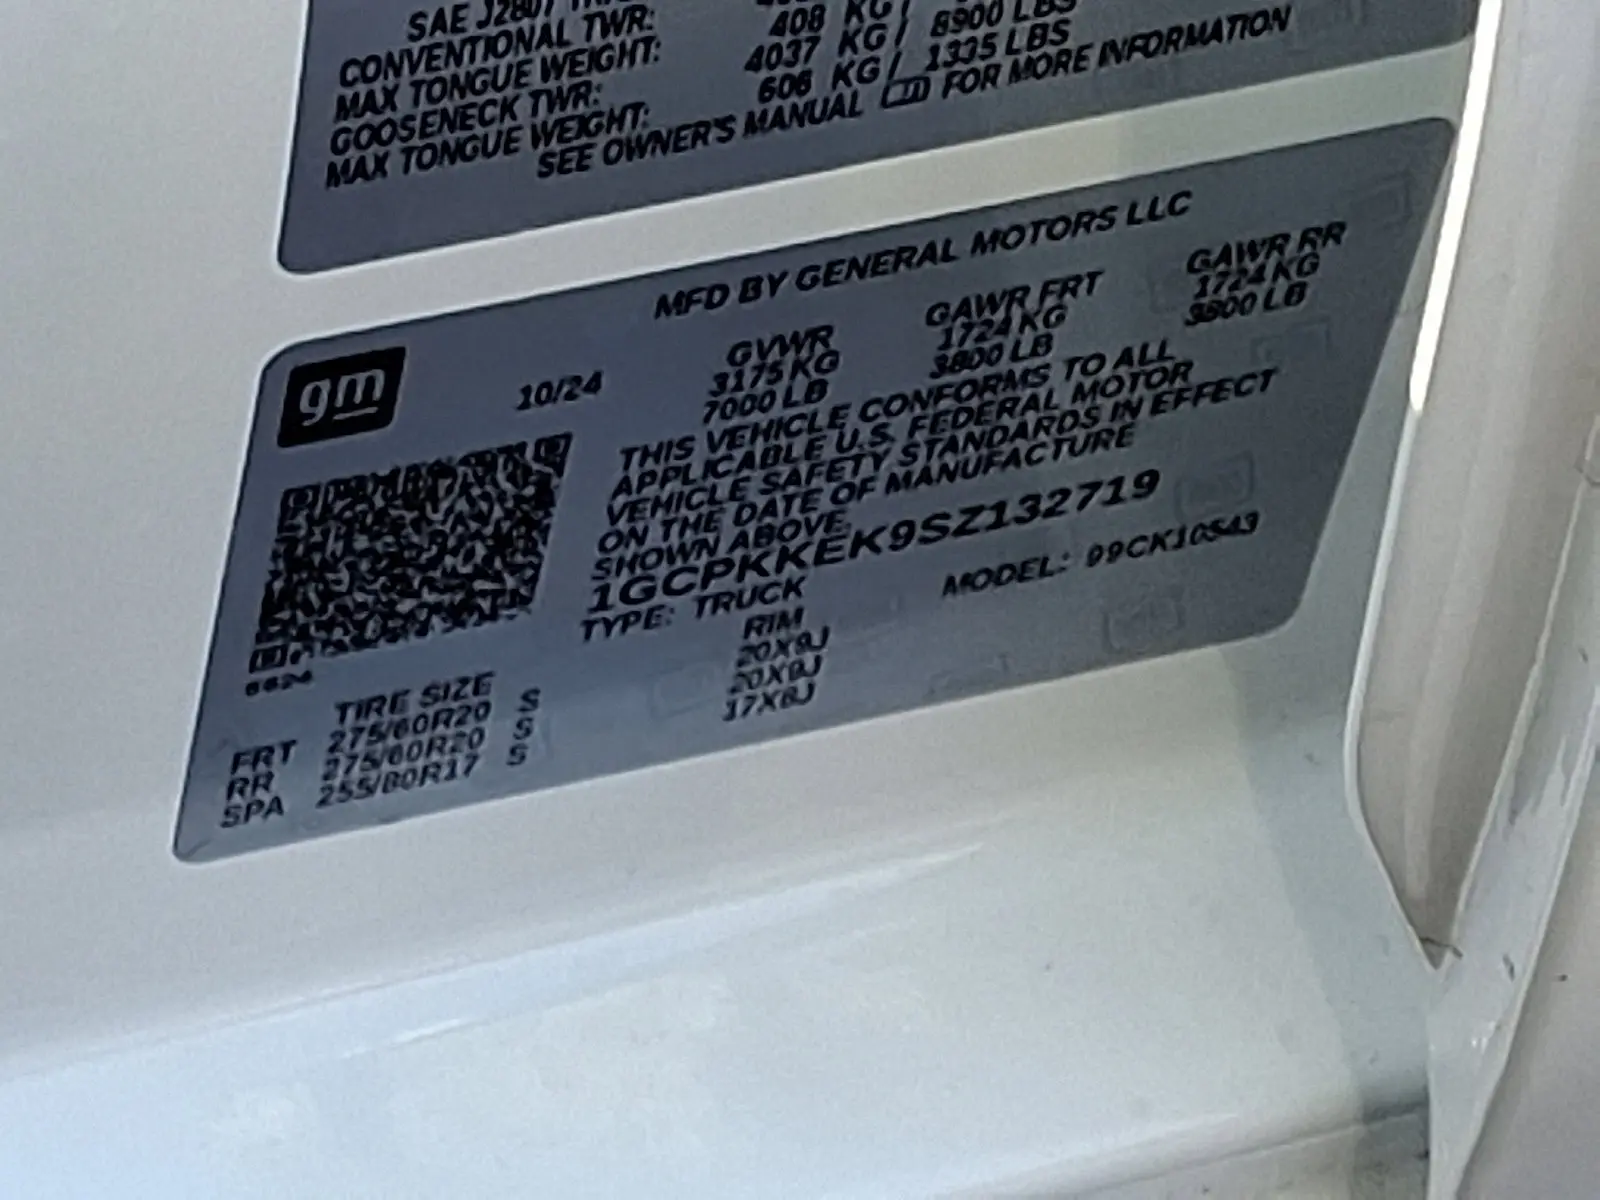 SAE J2807
CONVENTIONAL TWR: KG / 8900 LBS
MAX TONGUE WEIGHT: 408 KG /
GOOSENECK TWR: 4037 KG / 8900 LBS
MAX TONGUE WEIGHT: 606 KG / 1335 LBS
SEE OWNER'S MANUAL FOR MORE INFORMATION
MFD BY GENERAL MOTORS LLC
gm
10/24
GVWR GAWR FRT GAWR RR
3175 KG 1724 KG 1724 KG
7000 LB 3800 LB 3800 LB
THIS VEHICLE CONFORMS TO ALL
APPLICABLE U.S. FEDERAL MOTOR
VEHICLE SAFETY STANDARDS IN EFFECT
ON THE DATE OF MANUFACTURE
SHOWN ABOVE.
1GCPKKEK9SZ132719
TYPE: TRUCK MODEL: 99CK10543
6624
TIRE SIZE RIM
FRT 275/60R20 S 20X9J
RR 275/60R20 S 20X9J
SPA 255/80R17 S 17X8J